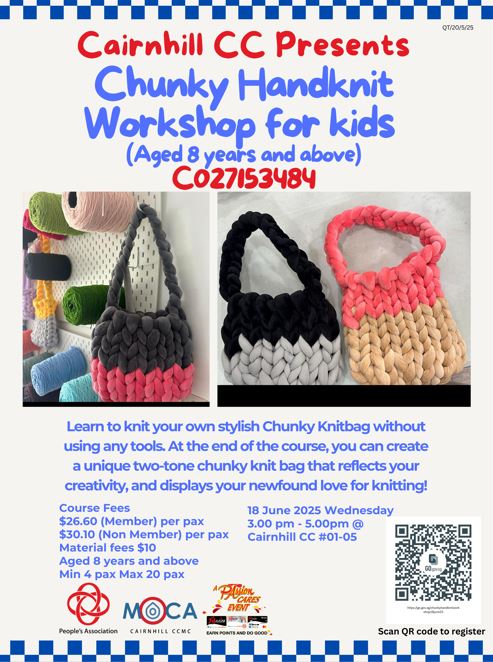 QT/20/5/25
Cairnhill CC Presents
Chunky Handknit
Workshop for kids
(Aged 8 years and above)
C027153484
Learn to knit your own stylish Chunky Knitbag without
using any tools. At the end of the course, you can create
a unique two-tone chunky knit bag that reflects your
creativity, and displays your newfound love for knitting!
Course Fees
$26.60 (Member) per pax
$30.10 (Non Member) per pax
Material fees $10
Aged 8 years and above
Min 4 pax Max 20 pax
18 June 2025 Wednesday
3.00 pm - 5.00pm @
Cairnhill CC #01-05
People's Association
MOCA
CAIRNHILL CCMC
A
PAssion
CARES
EVENT
EARN POINTS AND DO GOOD
Scan QR code to register